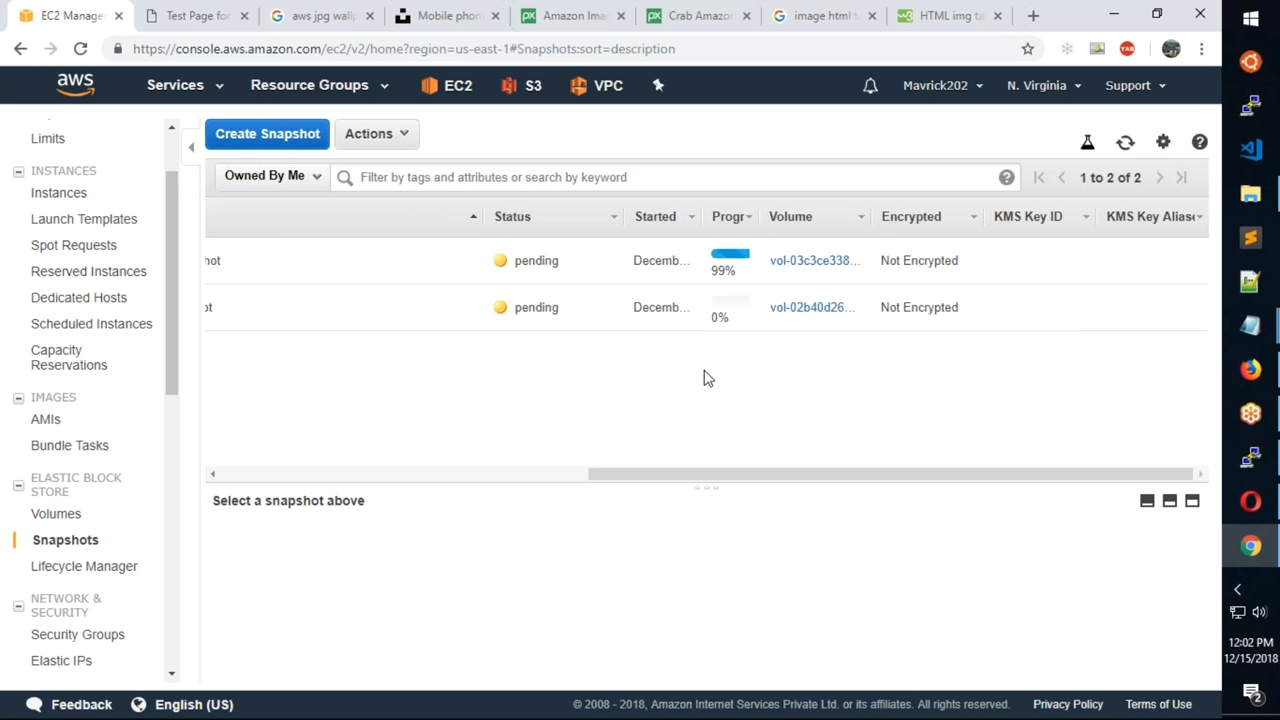 EC2 Manage
Test Page for
aws jpg wallp
Mobile phon
Amazon Ima
Crab Amazon
image html ta
HTML img ta
https://console.aws.amazon.com/ec2/v2/home?region=us-east-1#Snapshots:sort=description
YAB
aws
Services
Resource Groups
EC2
S3
VPC
Mavrick202
N. Virginia
Support
Limits
INSTANCES
Instances
Launch Templates
Spot Requests
Reserved Instances
Dedicated Hosts
Scheduled Instances
Capacity
Reservations
IMAGES
AMIs
Bundle Tasks
ELASTIC BLOCK
STORE
Volumes
Snapshots
Lifecycle Manager
NETWORK &
SECURITY
Security Groups
Elastic IPs
Create Snapshot
Actions
Owned By Me
Filter by tags and attributes or search by keyword
1 to 2 of 2
Status
Started
Progr
Volume
Encrypted
KMS Key ID
KMS Key Aliase
hot
pending
Decemb...
99%
vol-03c3ce338...
Not Encrypted
ot
pending
Decemb...
0%
vol-02b40d26...
Not Encrypted
Select a snapshot above
Feedback
English (US)
© 2008 - 2018, Amazon Internet Services Private Ltd. or its affiliates. All rights reserved.
Privacy Policy
Terms of Use
12:02 PM
12/15/2018
2